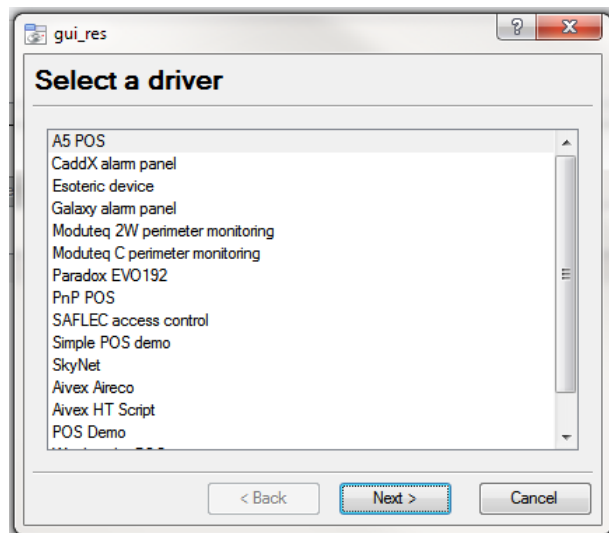 gui_res
Select a driver
A5 POS
CaddX alarm panel
Esoteric device
Galaxy alarm panel
Moduteq 2W perimeter monitoring
Moduteq C perimeter monitoring
Paradox EVO192
PnP POS
SAFLEC access control
Simple POS demo
SkyNet
Aivex Aireco
Aivex HT Script
POS Demo
< Back Next > Cancel